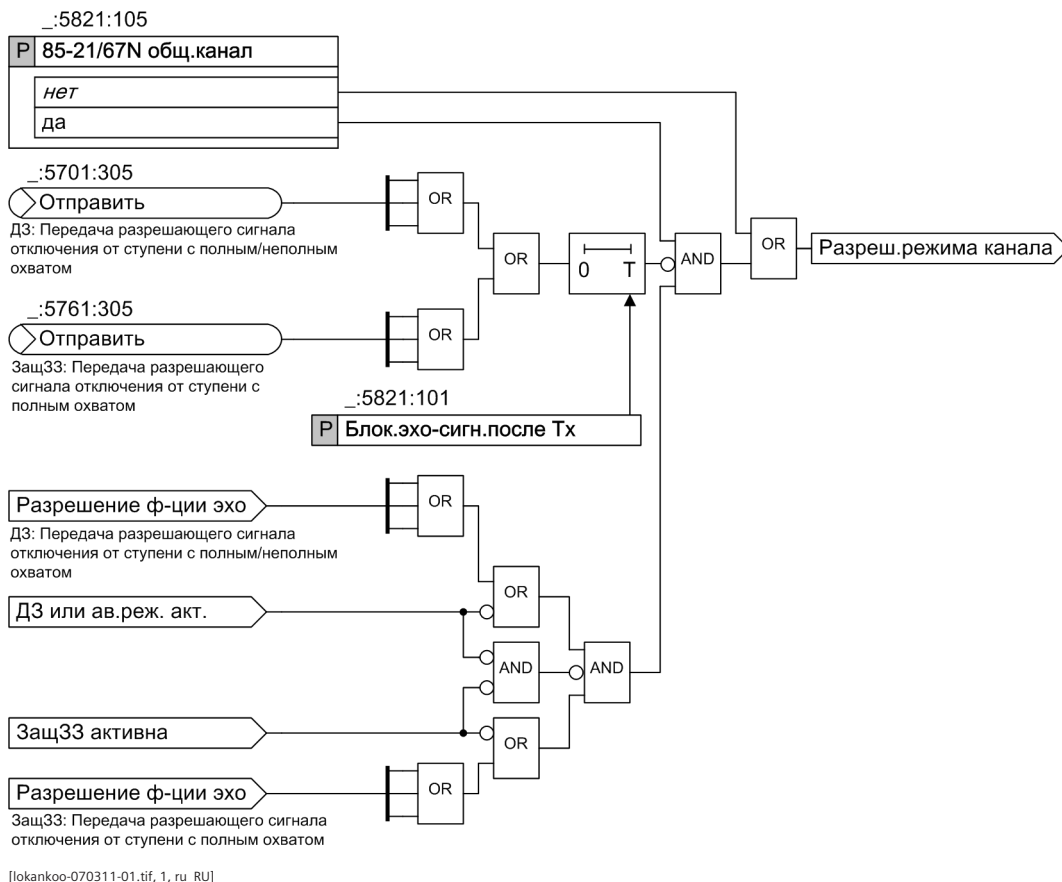 _:5821:105
P 85-21/67N общ.канал
нет
да
_:5701:305
Отправить
ДЗ: Передача разрешающего сигнала
отключения от ступени с полным/неполным
охватом
OR
OR
0 T
AND
OR
Разреш.режима канала
_:5761:305
Отправить
ЗащЗЗ: Передача разрешающего
сигнала отключения от ступени с
полным охватом
OR
_:5821:101
P Блок.эхо-сигн.после Tx
Разрешение ф-ции эхо
ДЗ: Передача разрешающего сигнала
отключения от ступени с полным/неполным
охватом
OR
OR
ДЗ или ав.реж. акт.
AND
AND
ЗащЗЗ активна
OR
Разрешение ф-ции эхо
ЗащЗЗ: Передача разрешающего сигнала
отключения от ступени с полным охватом
OR
[lokankoo-070311-01.tif, 1, ru_RU]